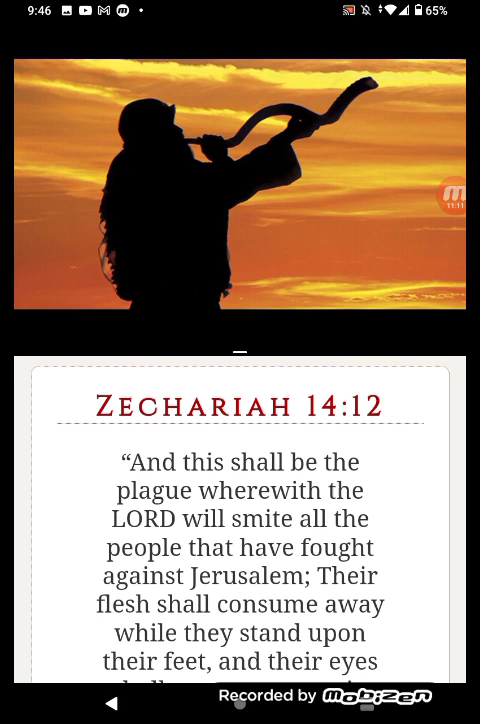 9:46
65%
11:11
ZECHARIAH 14:12
“And this shall be the
plague wherewith the
LORD will smite all the
people that have fought
against Jerusalem; Their
flesh shall consume away
while they stand upon
their feet, and their eyes
Recorded by Mobizen